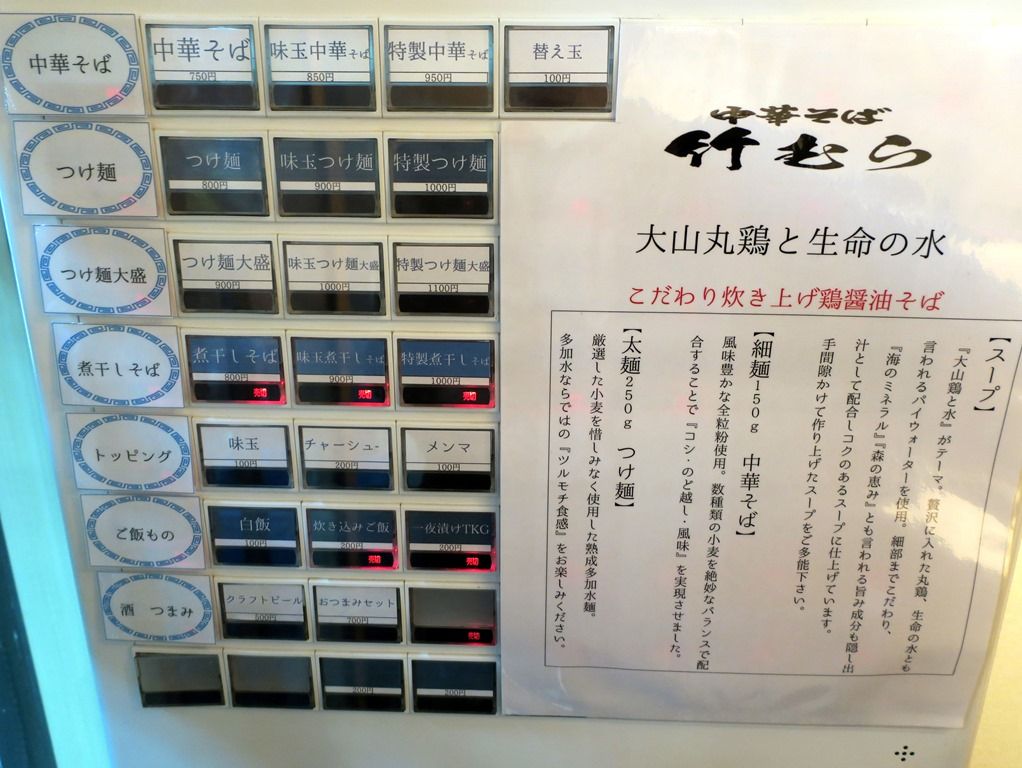 中華そば
中華そば
750円
味玉中華そば
850円
特製中華そば
950円
替え玉
100円
つけ麺
つけ麺
800円
味玉つけ麺
900円
特製つけ麺
1000円
つけ麺大盛
つけ麺大盛
900円
味玉つけ麺大盛
1000円
特製つけ麺大盛
1100円
煮干しそば
煮干しそば
800円
売切
味玉煮干しそば
900円
売切
特製煮干しそば
1000円
売切
トッピング
味玉
100円
チャーシュー
200円
メンマ
100円
ご飯もの
白飯
100円
炊き込みご飯
200円
売切
一夜漬けTKG
200円
売切
酒 つまみ
クラフトビール
500円
おつまみセット
700円
売切
200円
200円
中華そば
竹むら
大山丸鶏と生命の水
こだわり炊き上げ鶏醤油そば
【スープ】
『大山鶏と水』がテーマ。贅沢に入れた丸鶏、生命の水とも
言われるパイウォーターを使用。細部までこだわり、
『海のミネラル』『森の恵み』とも言われる旨み成分も隠し出
汁として配合しコクのあるスープに仕上げています。
手間隙かけて作り上げたスープをご多能下さい。
【細麺150g 中華そば】
風味豊かな全粒粉使用。数種類の小麦を絶妙なバランスで配
合することで『コシ・のど越し・風味』を実現させました。
【太麺250g つけ麺】
厳選した小麦を惜しみなく使用した熟成多加水麺。
多加水ならではの『ツルモチ食感』をお楽しみください。